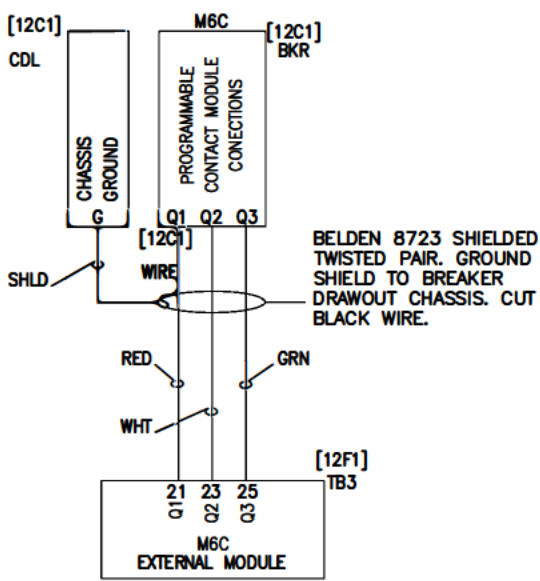 [12C1]
CDL
M6C
[12C1]
BKR
CHASSIS
GROUND
PROGRAMMABLE
CONTACT MODULE
CONECTIONS
G
Q1 Q2 Q3
[12C1]
WIRE
SHLD
BELDEN 8723 SHIELDED
TWISTED PAIR. GROUND
SHIELD TO BREAKER
DRAWOUT CHASSIS. CUT
BLACK WIRE.
RED
GRN
WHT
[12F1]
TB3
21 23 25
Q1 Q2 Q3
M6C
EXTERNAL MODULE